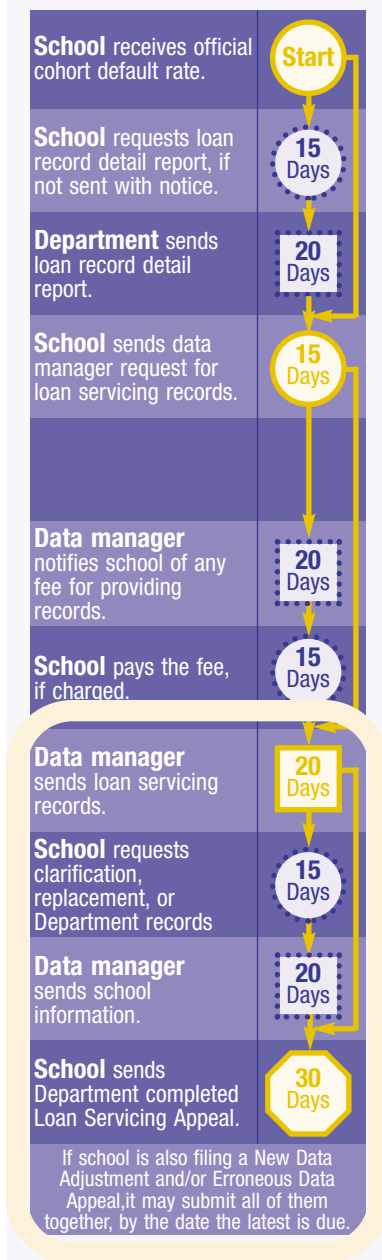 School receives official
cohort default rate.
Start
School requests loan
record detail report, if
not sent with notice.
15
Days
Department sends
loan record detail
report.
20
Days
School sends data
manager request for
loan servicing records.
15
Days
Data manager
notifies school of any
fee for providing
records.
20
Days
School pays the fee,
if charged.
15
Days
Data manager
sends loan servicing
records.
20
Days
School requests
clarification,
replacement, or
Department records
15
Days
Data manager
sends school
information.
20
Days
School sends
Department completed
Loan Servicing Appeal.
30
Days
If school is also filing a New Data
Adjustment and/or Erroneous Data
Appeal,it may submit all of them
together, by the date the latest is due.